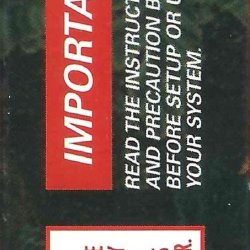 IMPORTA
READ THE INSTRUCT
AND PRECAUTION B
BEFORE SETUP OR U
YOUR SYSTEM.